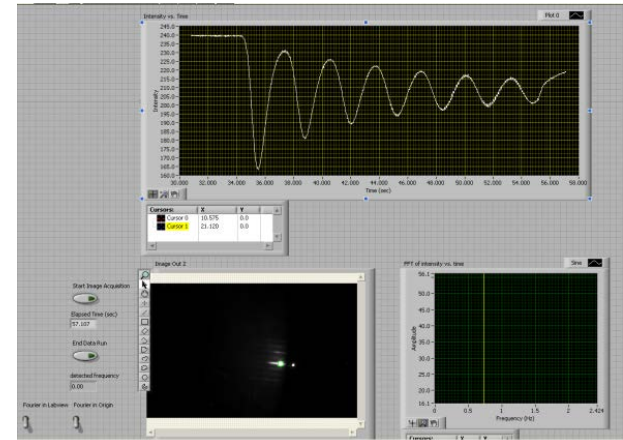 Intensity vs. Time
Plot 0
245.0
240.0
235.0
230.0
225.0
220.0
215.0
210.0
205.0
200.0
195.0
190.0
185.0
180.0
175.0
170.0
165.0
160.0
Intensity
30.000 32.000 34.000 36.000 38.000 40.000 42.000 44.000 46.000 48.000 50.000 52.000 54.000 56.000 58.000
Time (sec)
Cursors: X Y
Cursor 0 10.575 0.0
Cursor 1 21.120 0.0
Image Out 2
Start Image Acquisition
Elapsed Time (sec)
57.107
End Data Run
detected frequency
0.00
Fourier in Labview Fourier in Origin
FFT of intensity vs. time
Sine
56.1
50.0
45.0
40.0
35.0
30.0
25.0
Amplitude
0 0.5 1 1.5 2 2.424
Frequency (Hz)
Cursors: X Y